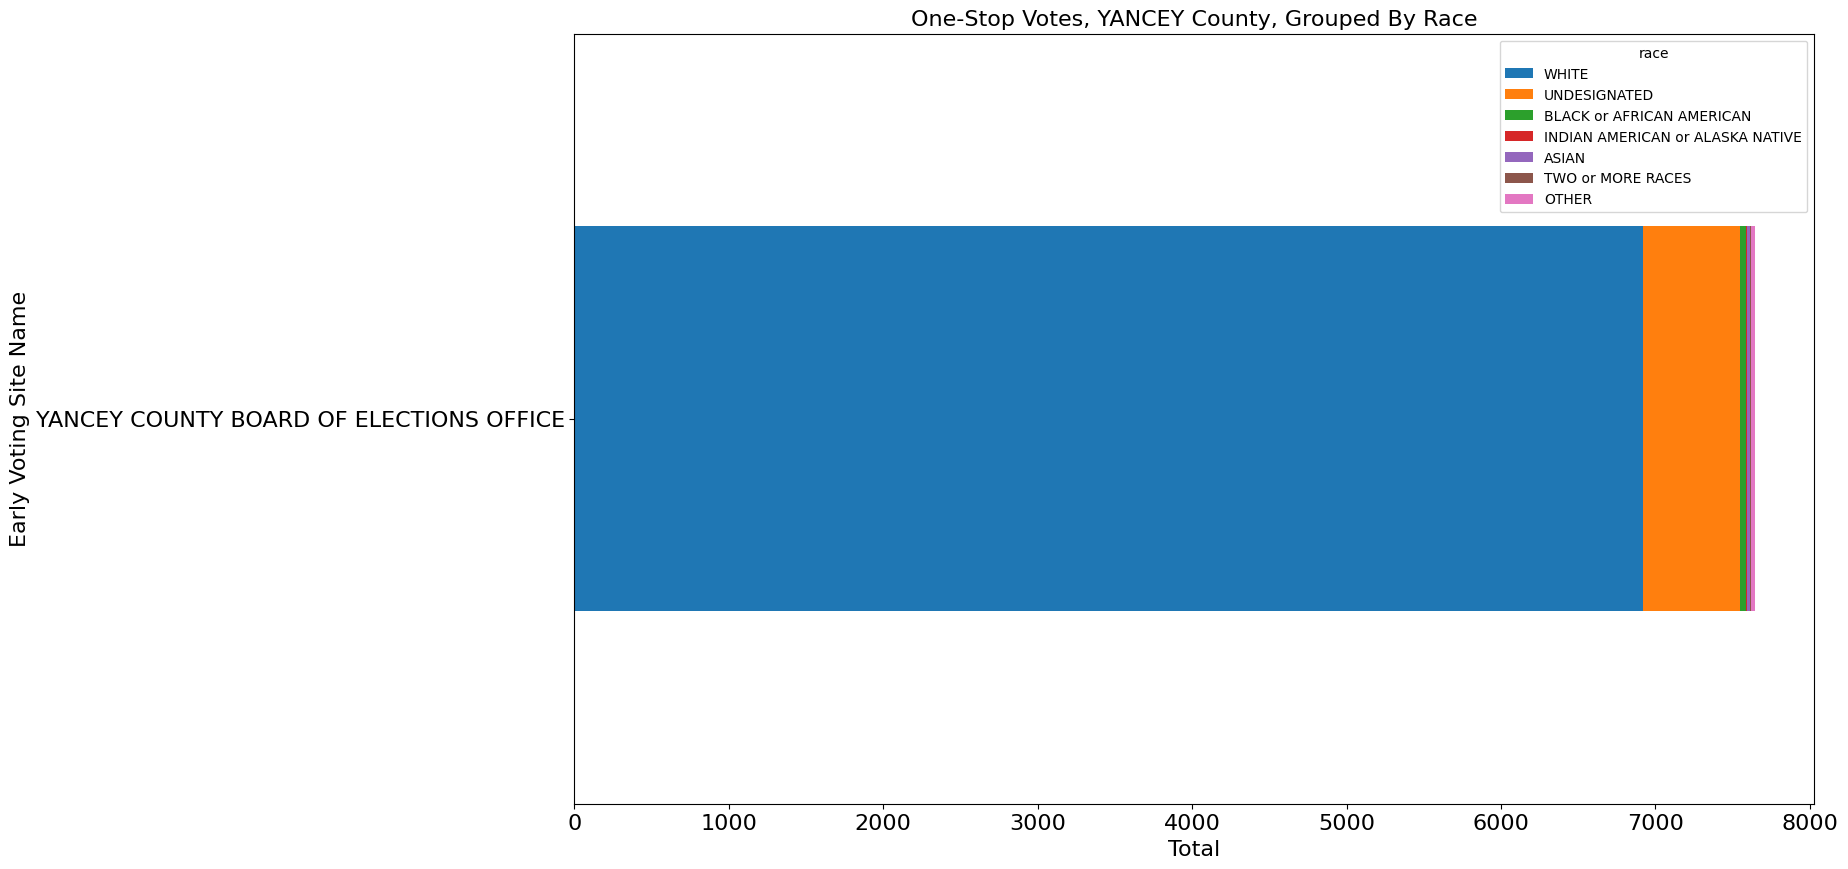 One-Stop Votes, YANCEY County, Grouped By Race
race
WHITE
UNDESIGNATED
BLACK or AFRICAN AMERICAN
INDIAN AMERICAN or ALASKA NATIVE
ASIAN
TWO or MORE RACES
OTHER
Early Voting Site Name
YANCEY COUNTY BOARD OF ELECTIONS OFFICE
0 1000 2000 3000 4000 5000 6000 7000 8000
Total